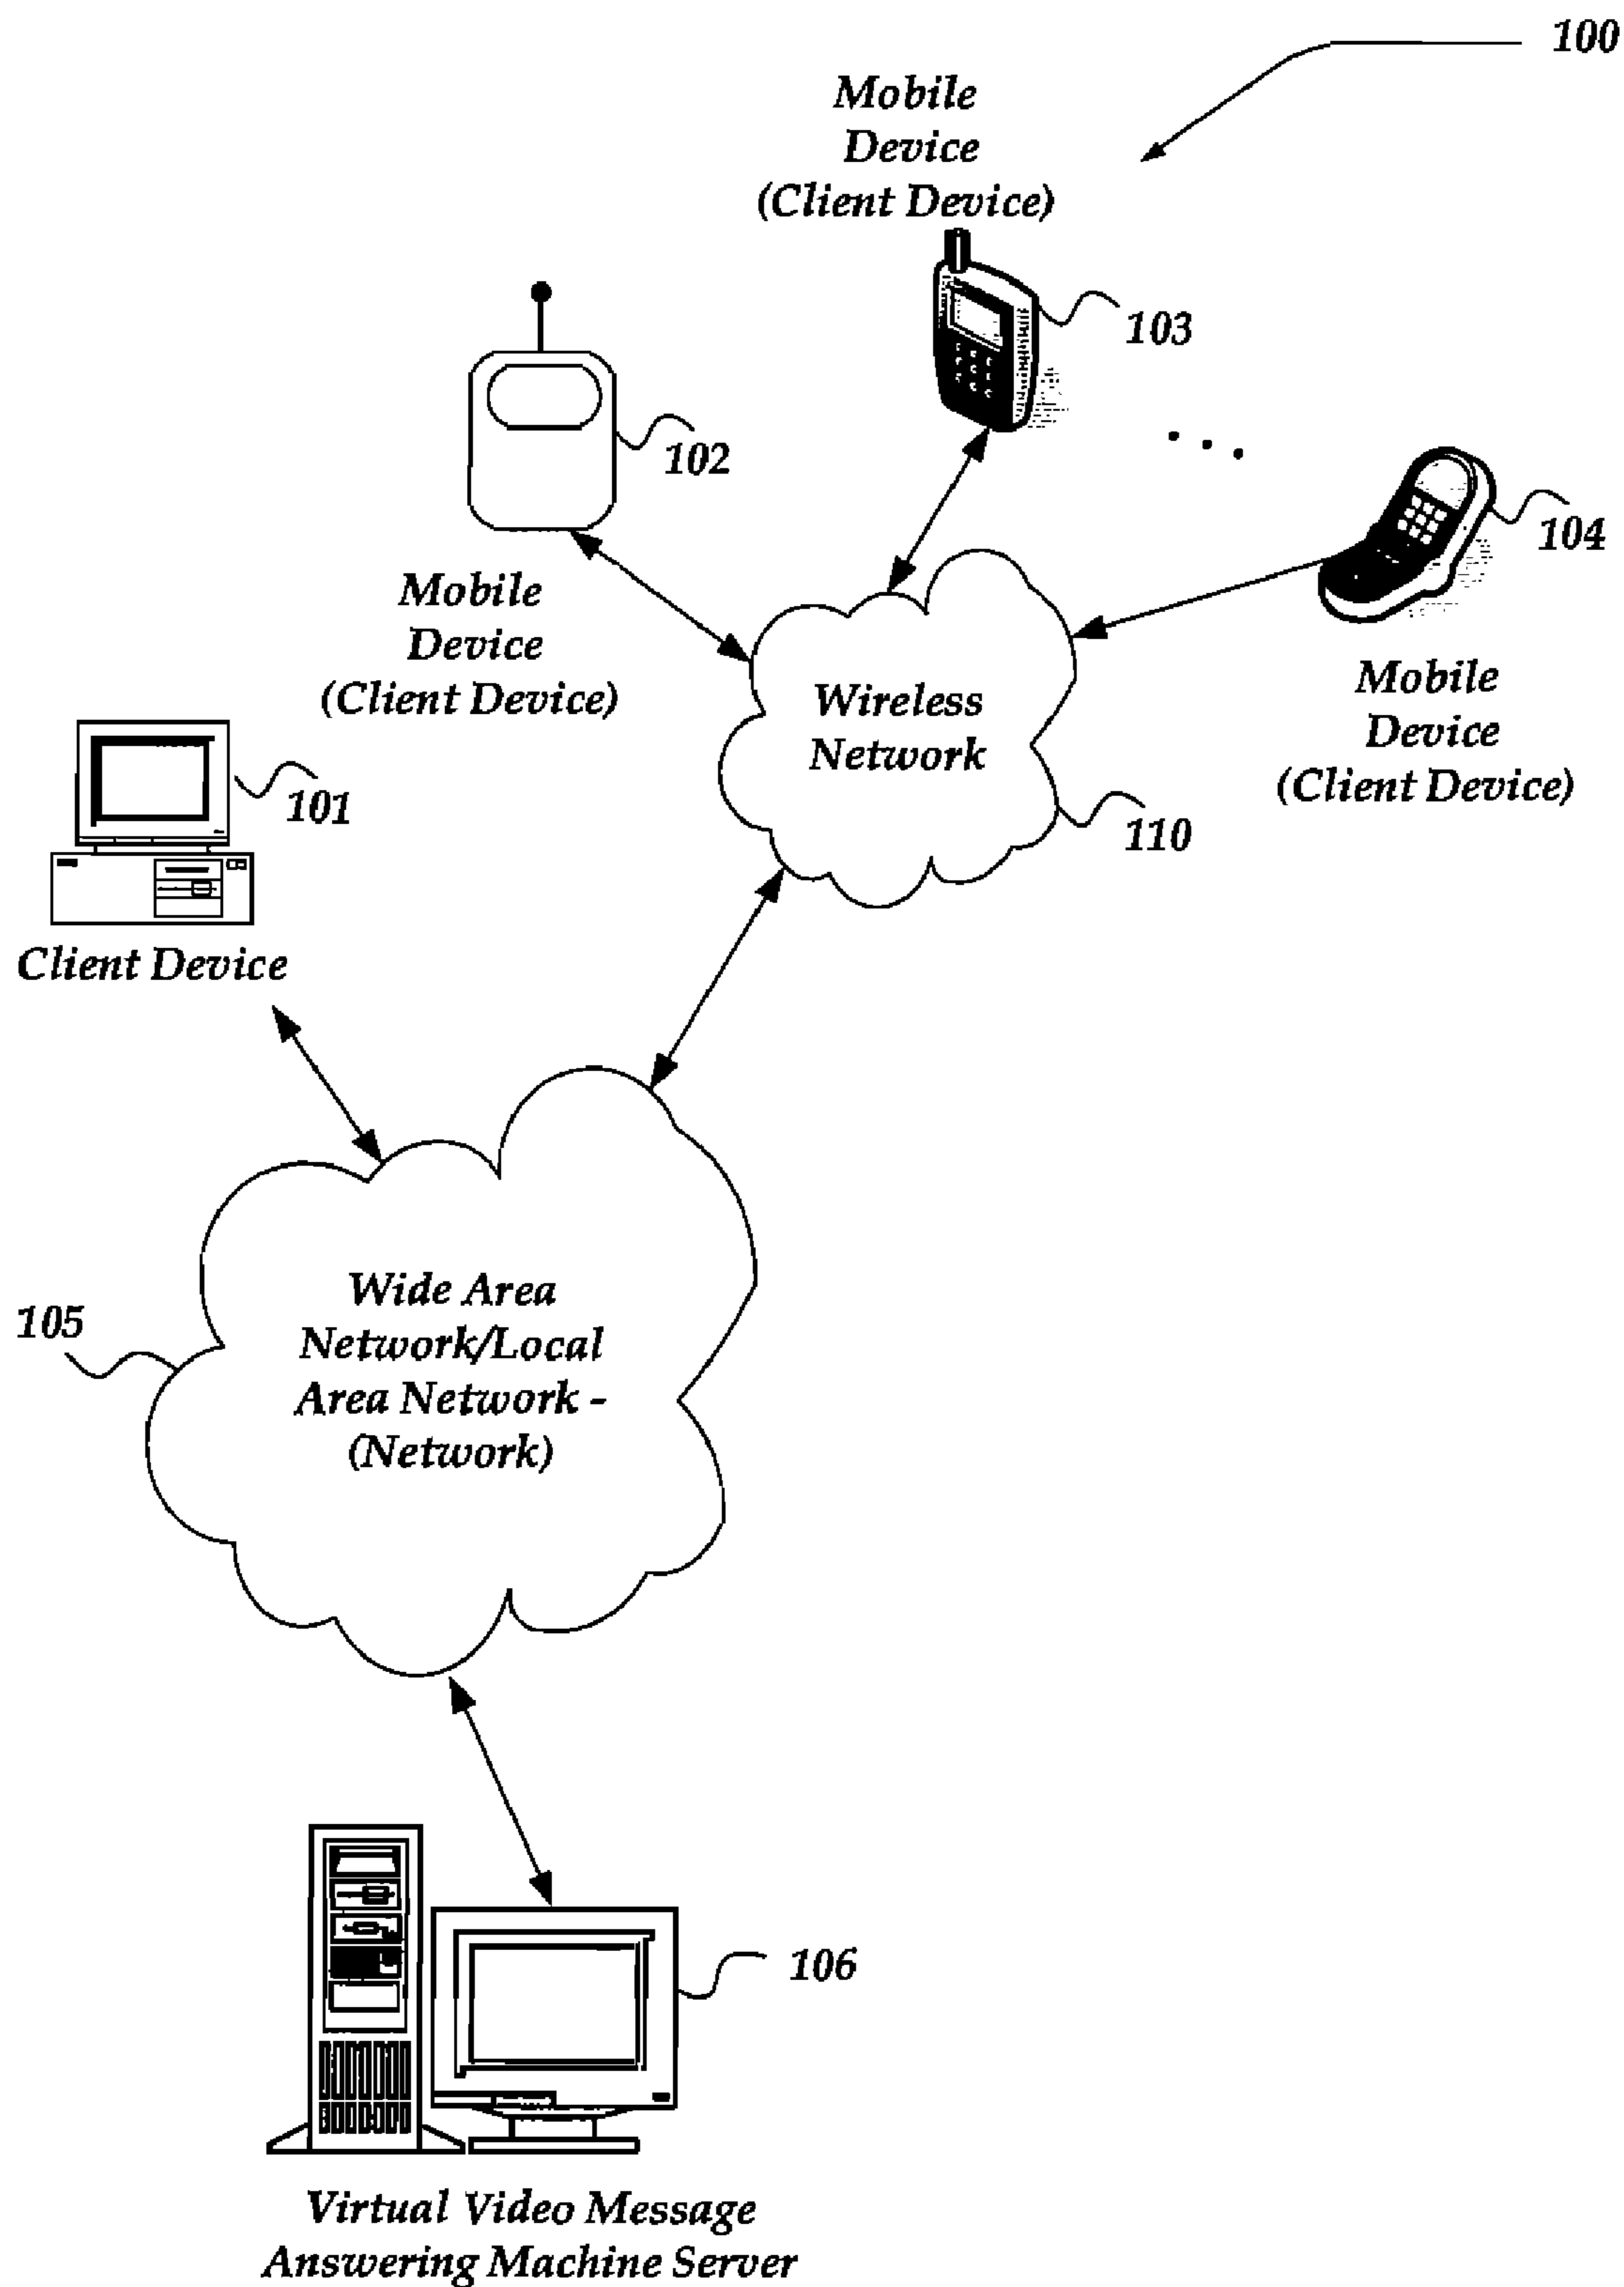 100
Mobile
Device
(Client Device)
103
102
104
Mobile
Device
(Client Device)
Mobile
Device
(Client Device)
Wireless
Network
110
101
Client Device
105
Wide Area
Network/Local
Area Network -
(Network)
106
Virtual Video Message
Answering Machine Server